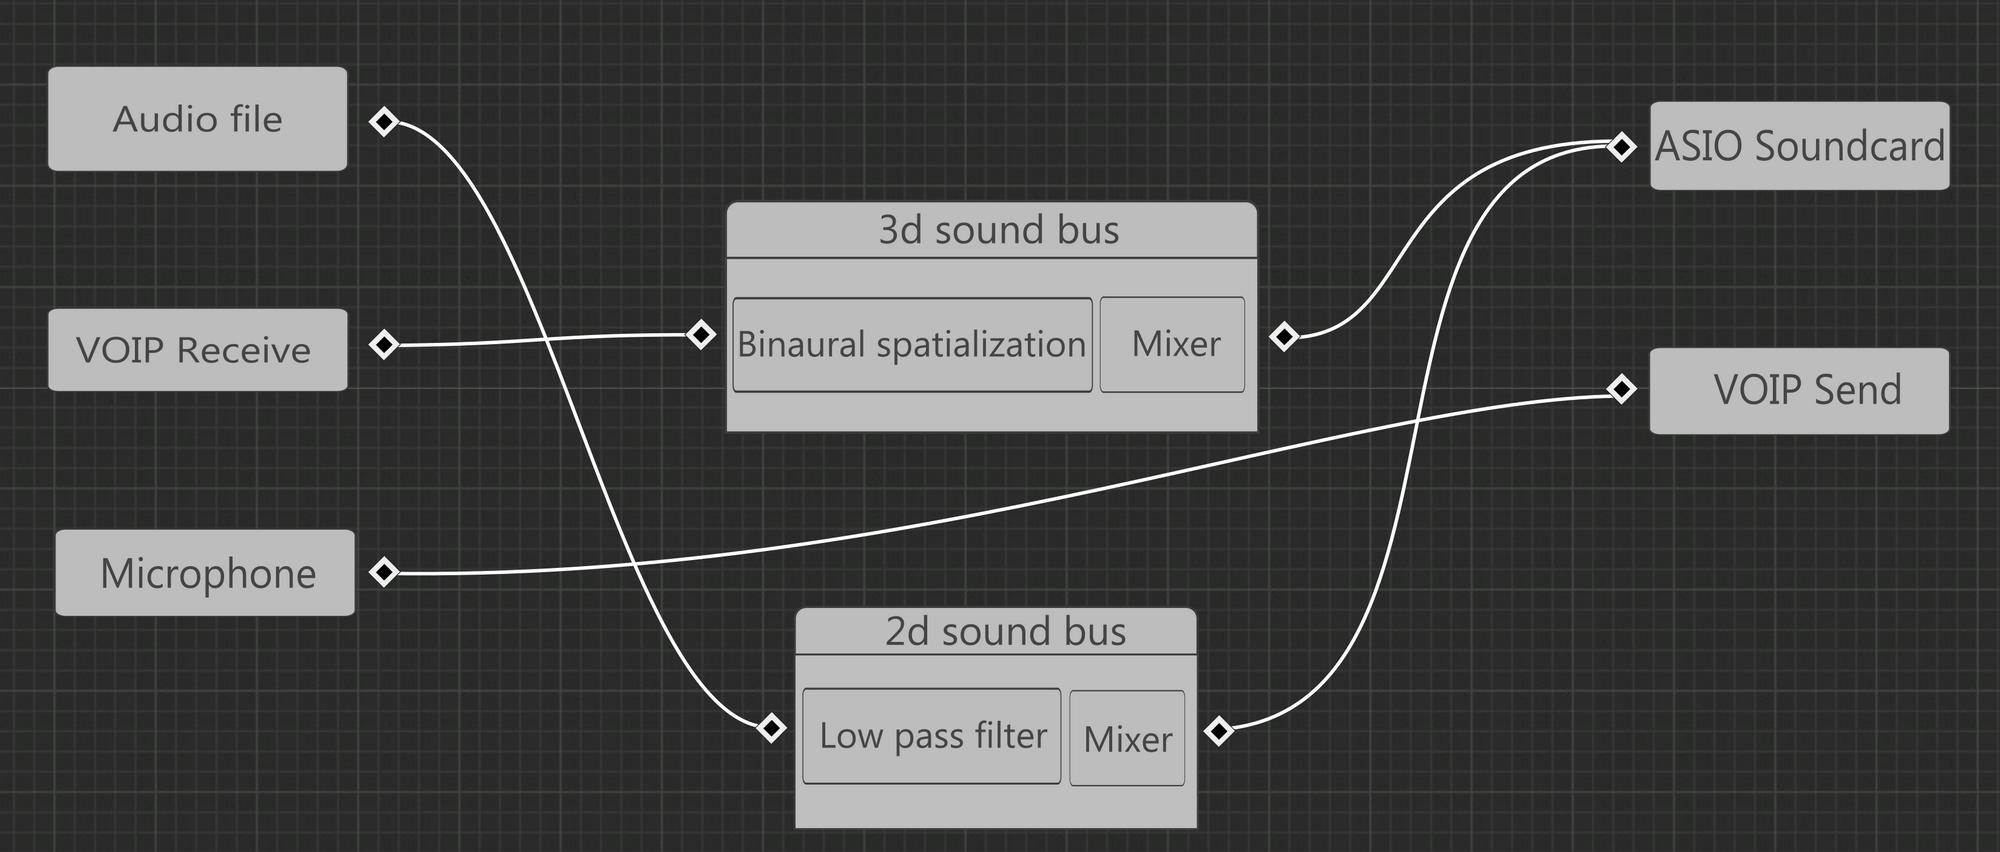 Audio file
ASIO Soundcard
3d sound bus
VOIP Receive
Binaural spatialization
Mixer
VOIP Send
Microphone
2d sound bus
Low pass filter
Mixer